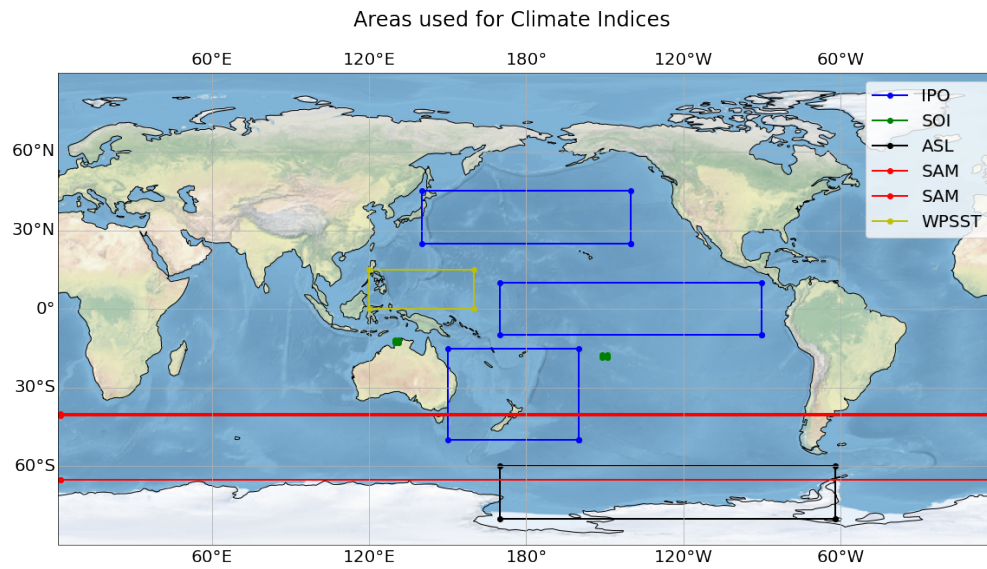 Areas used for Climate Indices
60°E 120°E 180° 120°W 60°W
IPO
SOI
ASL
SAM
SAM
WPSST
60°N
30°N
0°
30°S
60°S
60°E 120°E 180° 120°W 60°W